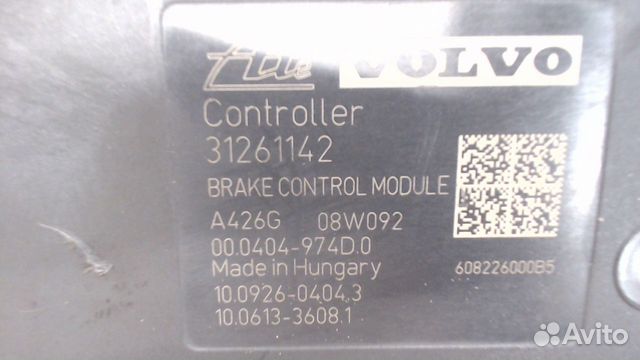 Ate VOLVO
Controller
31261142
BRAKE CONTROL MODULE
A426G 08W092
00.0404-974D.0
Made in Hungary
608226000B5
10.0926-0404.3
10.0613-3608.1
Avito